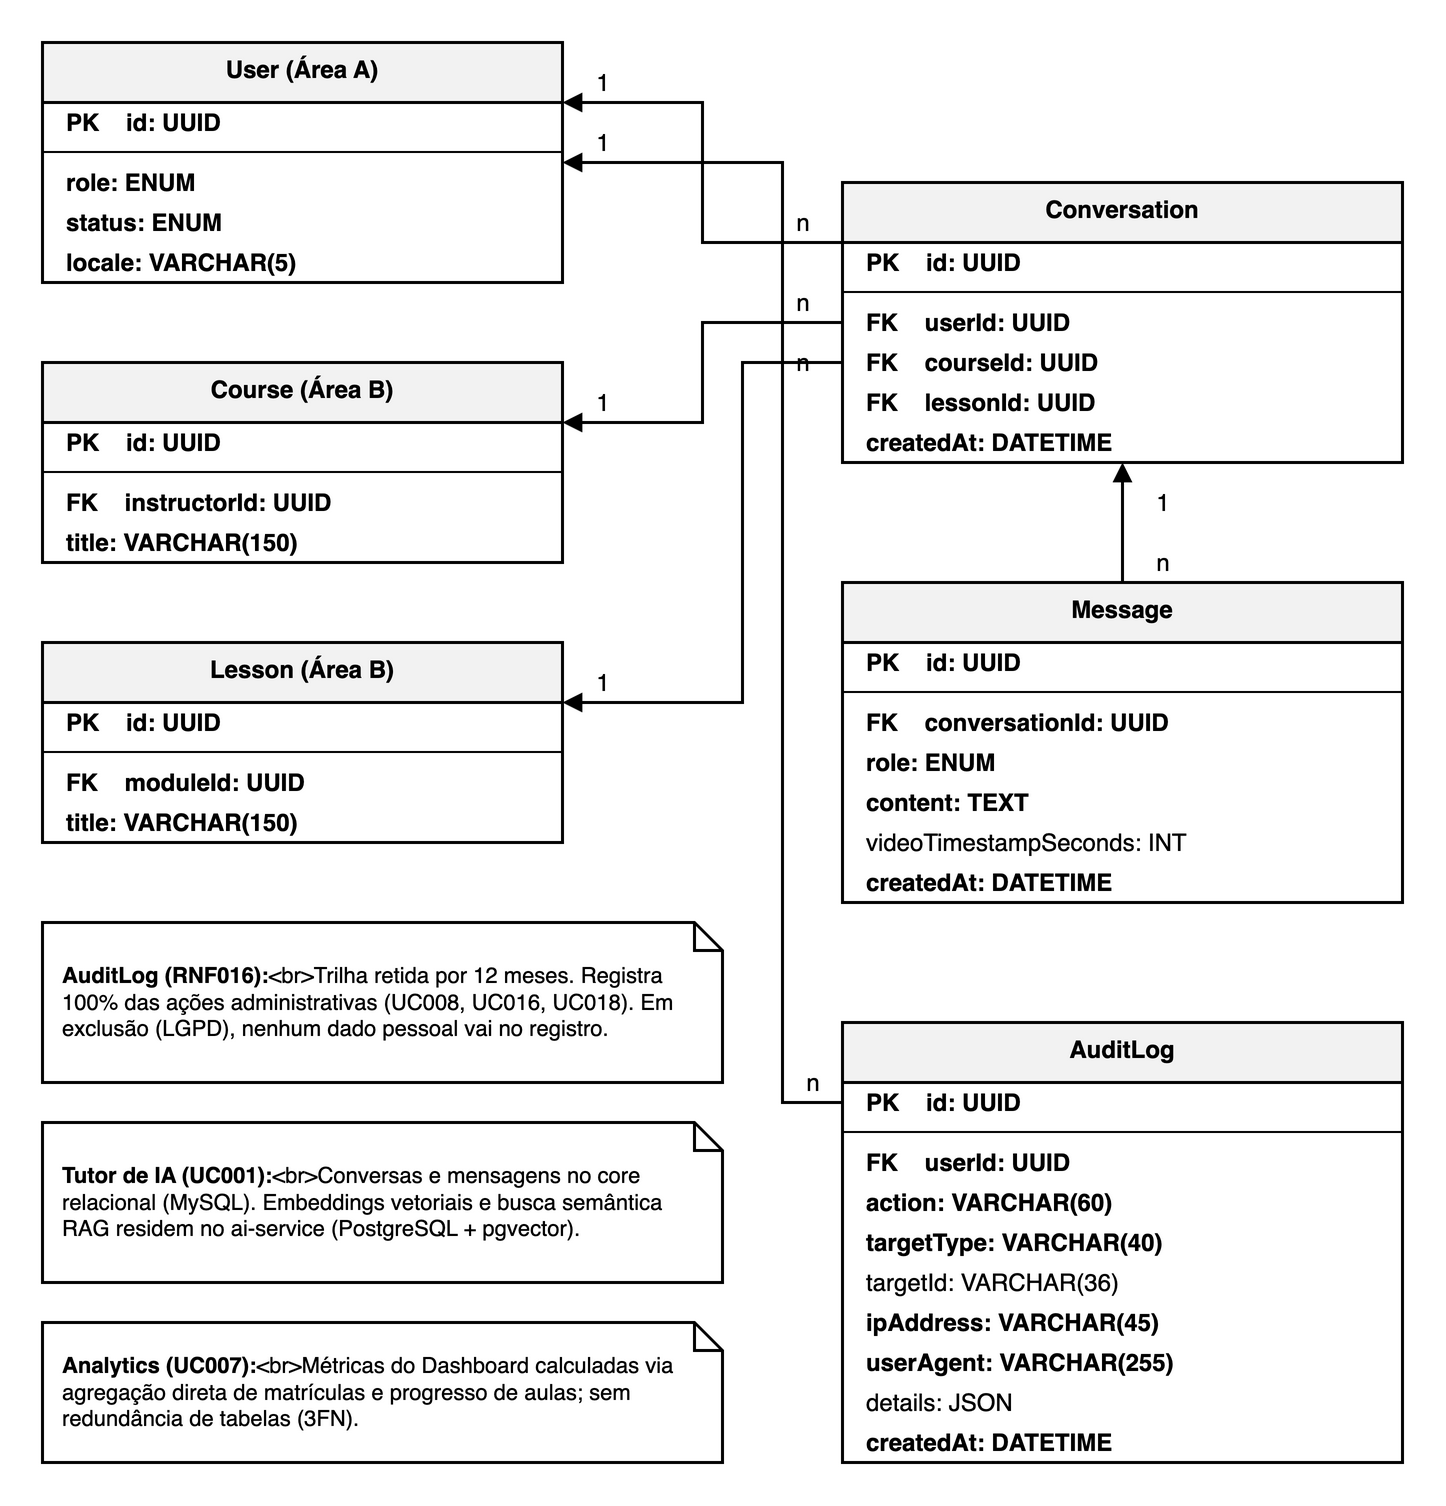 User (Área A)
PK id: UUID
role: ENUM
status: ENUM
locale: VARCHAR(5)
1
1
n
n
n
1
1
Conversation
PK id: UUID
FK userId: UUID
FK courseId: UUID
FK lessonId: UUID
createdAt: DATETIME
1
n
Course (Área B)
PK id: UUID
FK instructorId: UUID
title: VARCHAR(150)
Lesson (Área B)
PK id: UUID
FK moduleId: UUID
title: VARCHAR(150)
Message
PK id: UUID
FK conversationId: UUID
role: ENUM
content: TEXT
videoTimestampSeconds: INT
createdAt: DATETIME
AuditLog (RNF016):<br>Trilha retida por 12 meses. Registra
100% das ações administrativas (UC008, UC016, UC018). Em
exclusão (LGPD), nenhum dado pessoal vai no registro.
Tutor de IA (UC001):<br>Conversas e mensagens no core
relacional (MySQL). Embeddings vetoriais e busca semântica
RAG residem no ai-service (PostgreSQL + pgvector).
Analytics (UC007):<br>Métricas do Dashboard calculadas via
agregação direta de matrículas e progresso de aulas; sem
redundância de tabelas (3FN).
n
AuditLog
PK id: UUID
FK userId: UUID
action: VARCHAR(60)
targetType: VARCHAR(40)
targetId: VARCHAR(36)
ipAddress: VARCHAR(45)
userAgent: VARCHAR(255)
details: JSON
createdAt: DATETIME